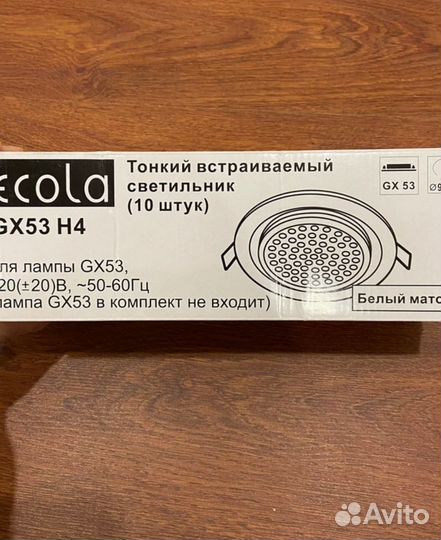 ecola
GX53 H4
Тонкий встраиваемый
светильник
(10 штук)
GX 53
ля лампы GX53,
20(±20)В, ~50-60Гц
лампа GX53 в комплект не входит)
Белый мато
Avito